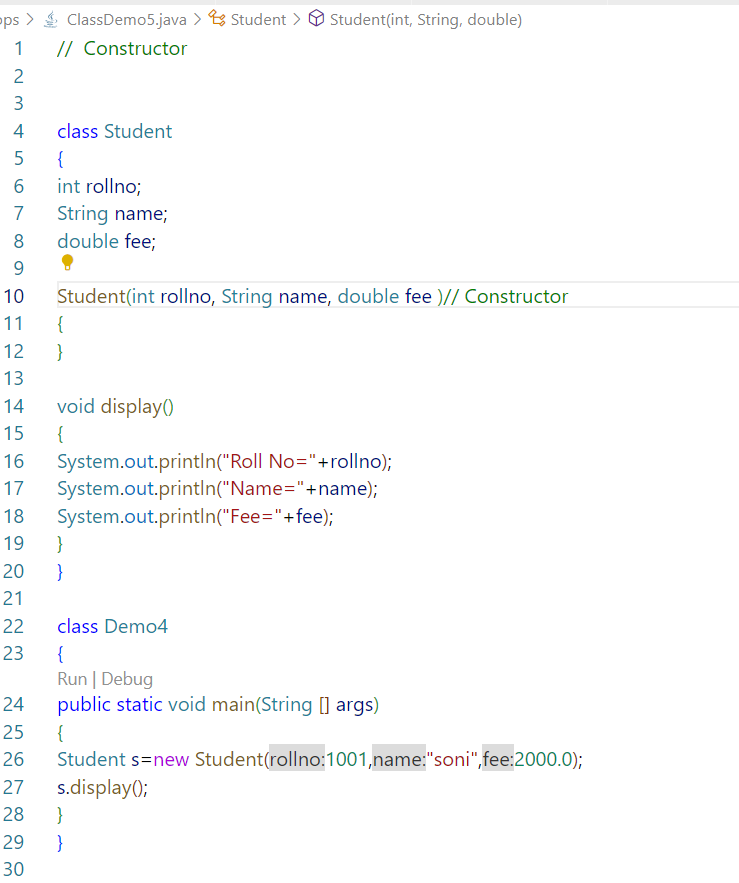 ops > ClassDemo5.java > Student > Student(int, String, double)
1 // Constructor
2
3
4 class Student
5 {
6 int rollno;
7 String name;
8 double fee;
9
10 Student(int rollno, String name, double fee )// Constructor
11 {
12 }
13
14 void display()
15 {
16 System.out.println("Roll No="+rollno);
17 System.out.println("Name="+name);
18 System.out.println("Fee="+fee);
19 }
20 }
21
22 class Demo4
23 {
Run | Debug
24 public static void main(String [] args)
25 {
26 Student s=new Student(rollno:1001,name:"soni",fee:2000.0);
27 s.display();
28 }
29 }
30